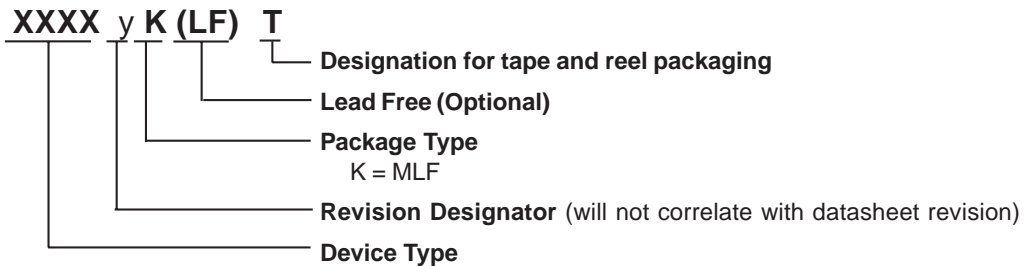 XXXX y K (LF) T
Designation for tape and reel packaging
Lead Free (Optional)
Package Type
K = MLF
Revision Designator (will not correlate with datasheet revision)
Device Type